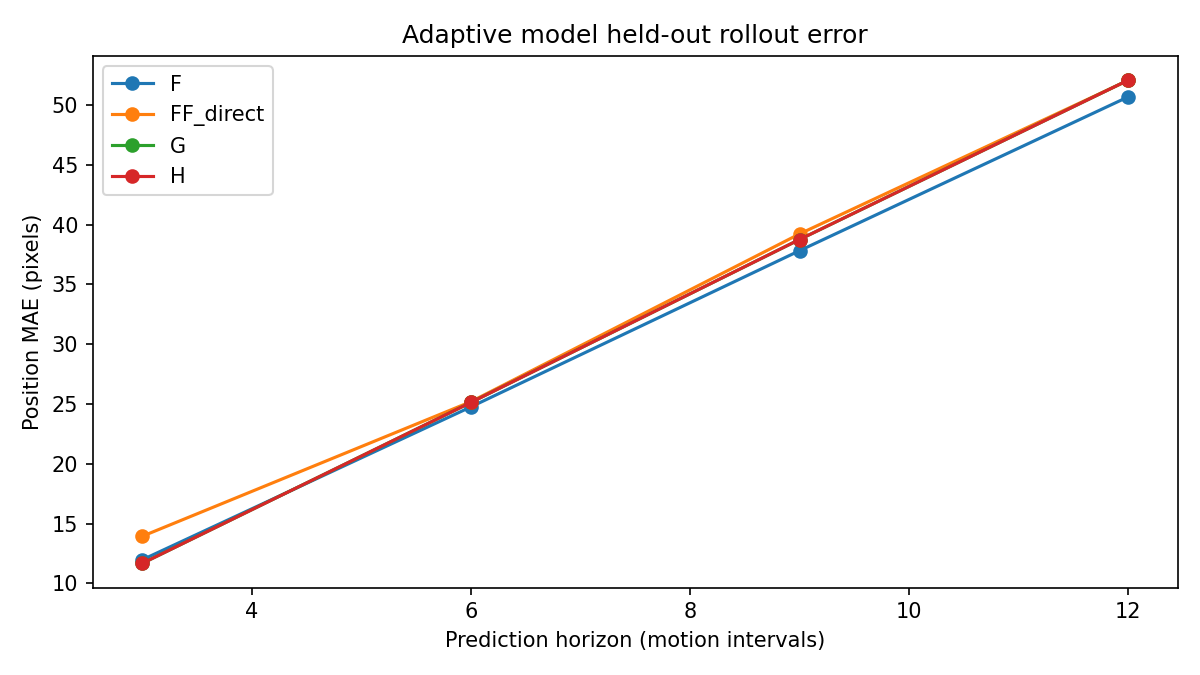 Adaptive model held-out rollout error
F
FF_direct
G
H
Position MAE (pixels)
50
45
40
35
30
25
20
15
10
4
6
8
10
12
Prediction horizon (motion intervals)